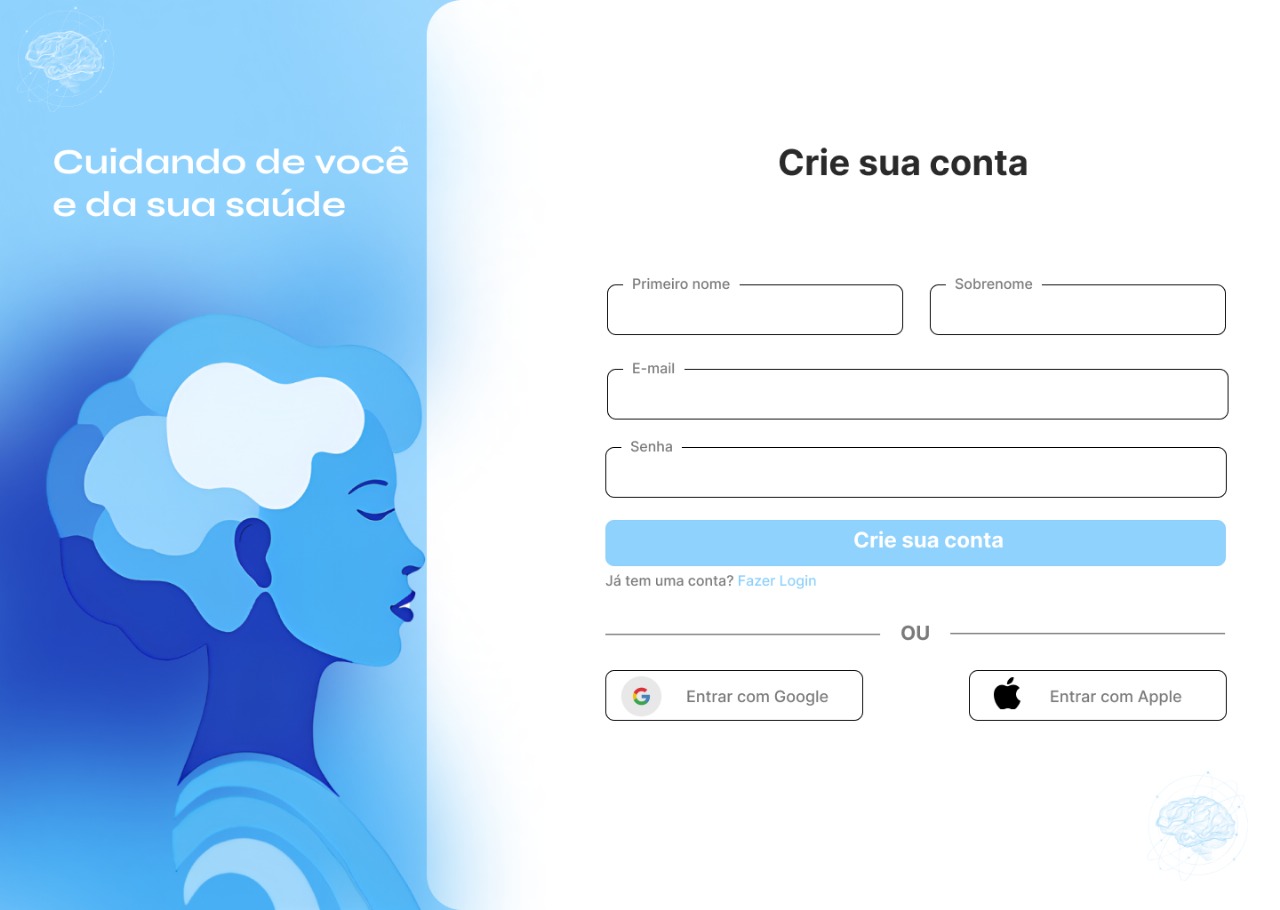 Cuidando de você
e da sua saúde
Crie sua conta
Primeiro nome
Sobrenome
E-mail
Senha
Crie sua conta
Já tem uma conta? Fazer Login
OU
Entrar com Google
Entrar com Apple